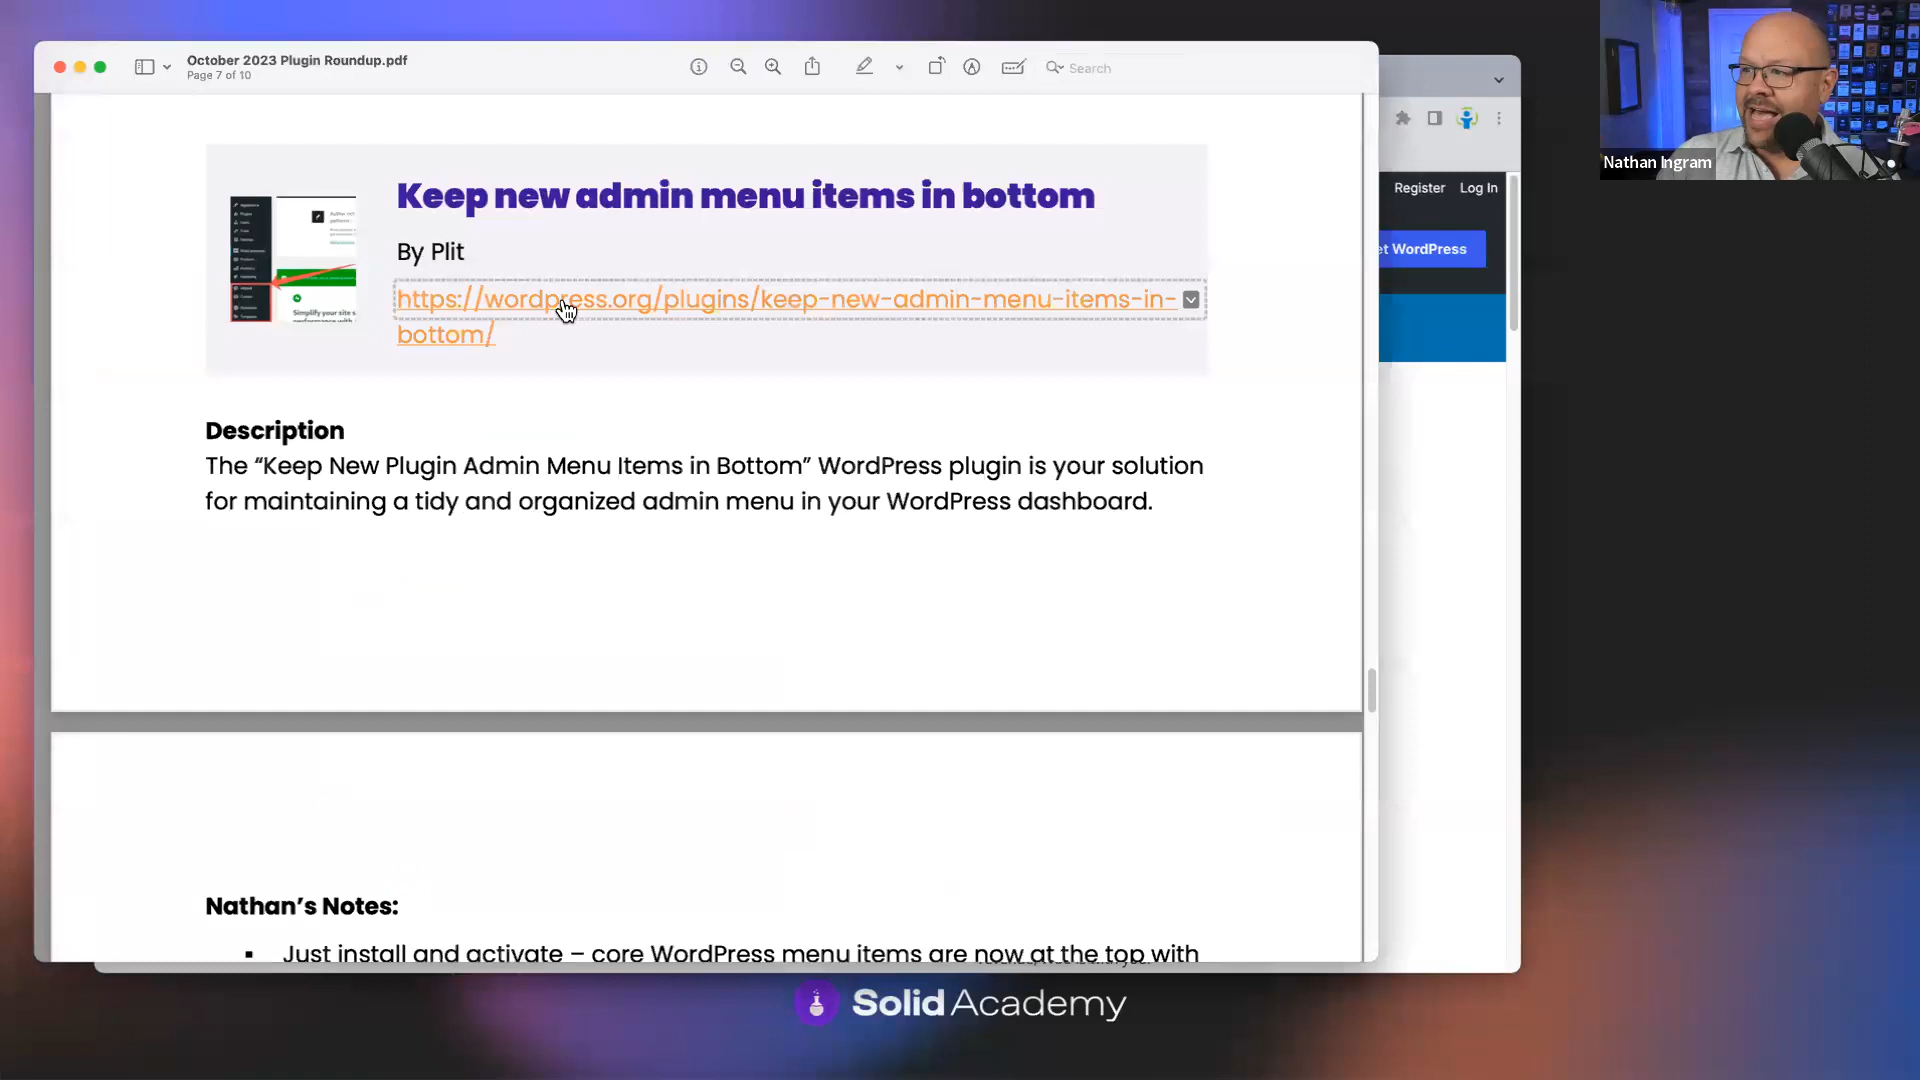 October 2023 Plugin Roundup.pdf
Page 7 of 10
Search
Nathan Ingram
Register Log In
et WordPress
Keep new admin menu items in bottom
By Plit
https://wordpress.org/plugins/keep-new-admin-menu-items-in-
bottom/
Description
The “Keep New Plugin Admin Menu Items in Bottom” WordPress plugin is your solution
for maintaining a tidy and organized admin menu in your WordPress dashboard.
Nathan’s Notes:
▪ Just install and activate – core WordPress menu items are now at the top with
Solid Academy